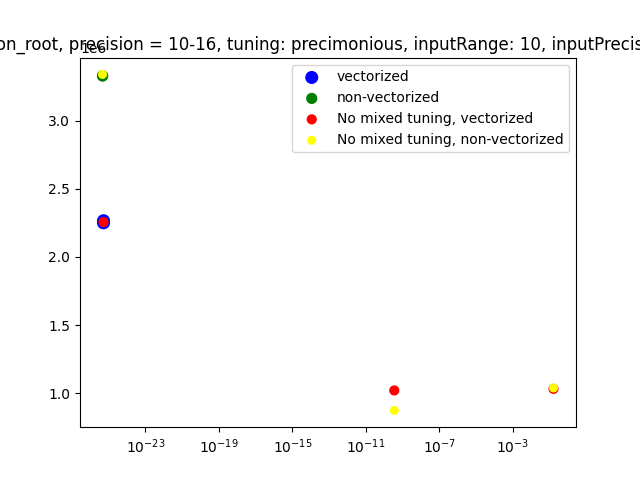 on_root, precision = 10-16, tuning: precimonious, inputRange: 10, inputPrecis
1e6
vectorized
non-vectorized
No mixed tuning, vectorized
No mixed tuning, non-vectorized
3.0
2.5
2.0
1.5
1.0
10⁻²³ 10⁻¹⁹ 10⁻¹⁵ 10⁻¹¹ 10⁻⁷ 10⁻³